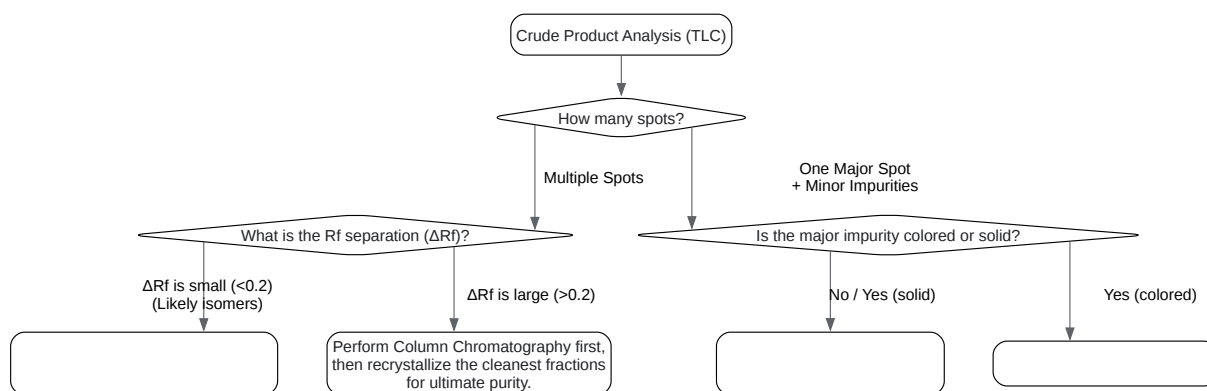 Crude Product Analysis (TLC)
How many spots?
Multiple Spots
One Major Spot
+ Minor Impurities
What is the Rf separation (ΔRf)?
Is the major impurity colored or solid?
ΔRf is small (<0.2)
(Likely isomers)
ΔRf is large (>0.2)
No / Yes (solid)
Yes (colored)
Perform Column Chromatography first,
then recrystallize the cleanest fractions
for ultimate purity.